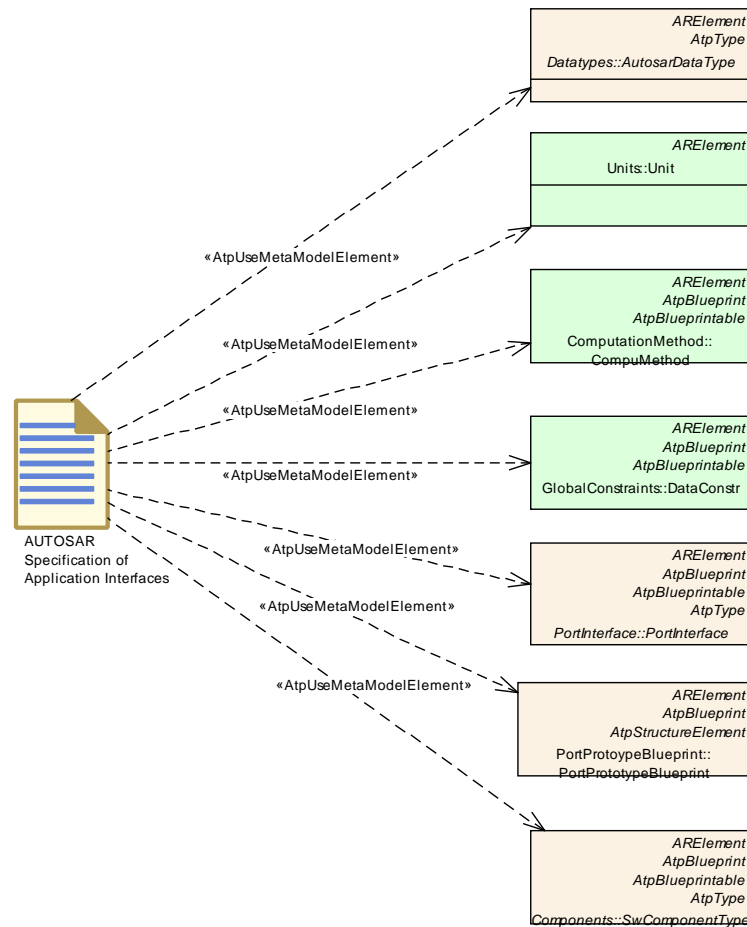 ARElement
AtpType
Datatypes::AutosarDataType
ARElement
Units::Unit
«AtpUseMetaModelElement»
ARElement
AtpBlueprint
AtpBlueprintable
ComputationMethod::
CompuMethod
«AtpUseMetaModelElement»
«AtpUseMetaModelElement»
ARElement
AtpBlueprint
AtpBlueprintable
GlobalConstraints::DataConstr
«AtpUseMetaModelElement»
AUTOSAR
Specification of
Application Interfaces
«AtpUseMetaModelElement»
ARElement
AtpBlueprint
AtpBlueprintable
AtpType
PortInterface::PortInterface
«AtpUseMetaModelElement»
«AtpUseMetaModelElement»
ARElement
AtpBlueprint
AtpStructureElement
PortProtoypeBlueprint::
PortPrototypeBlueprint
ARElement
AtpBlueprint
AtpBlueprintable
AtpType
Components::SwComponentType